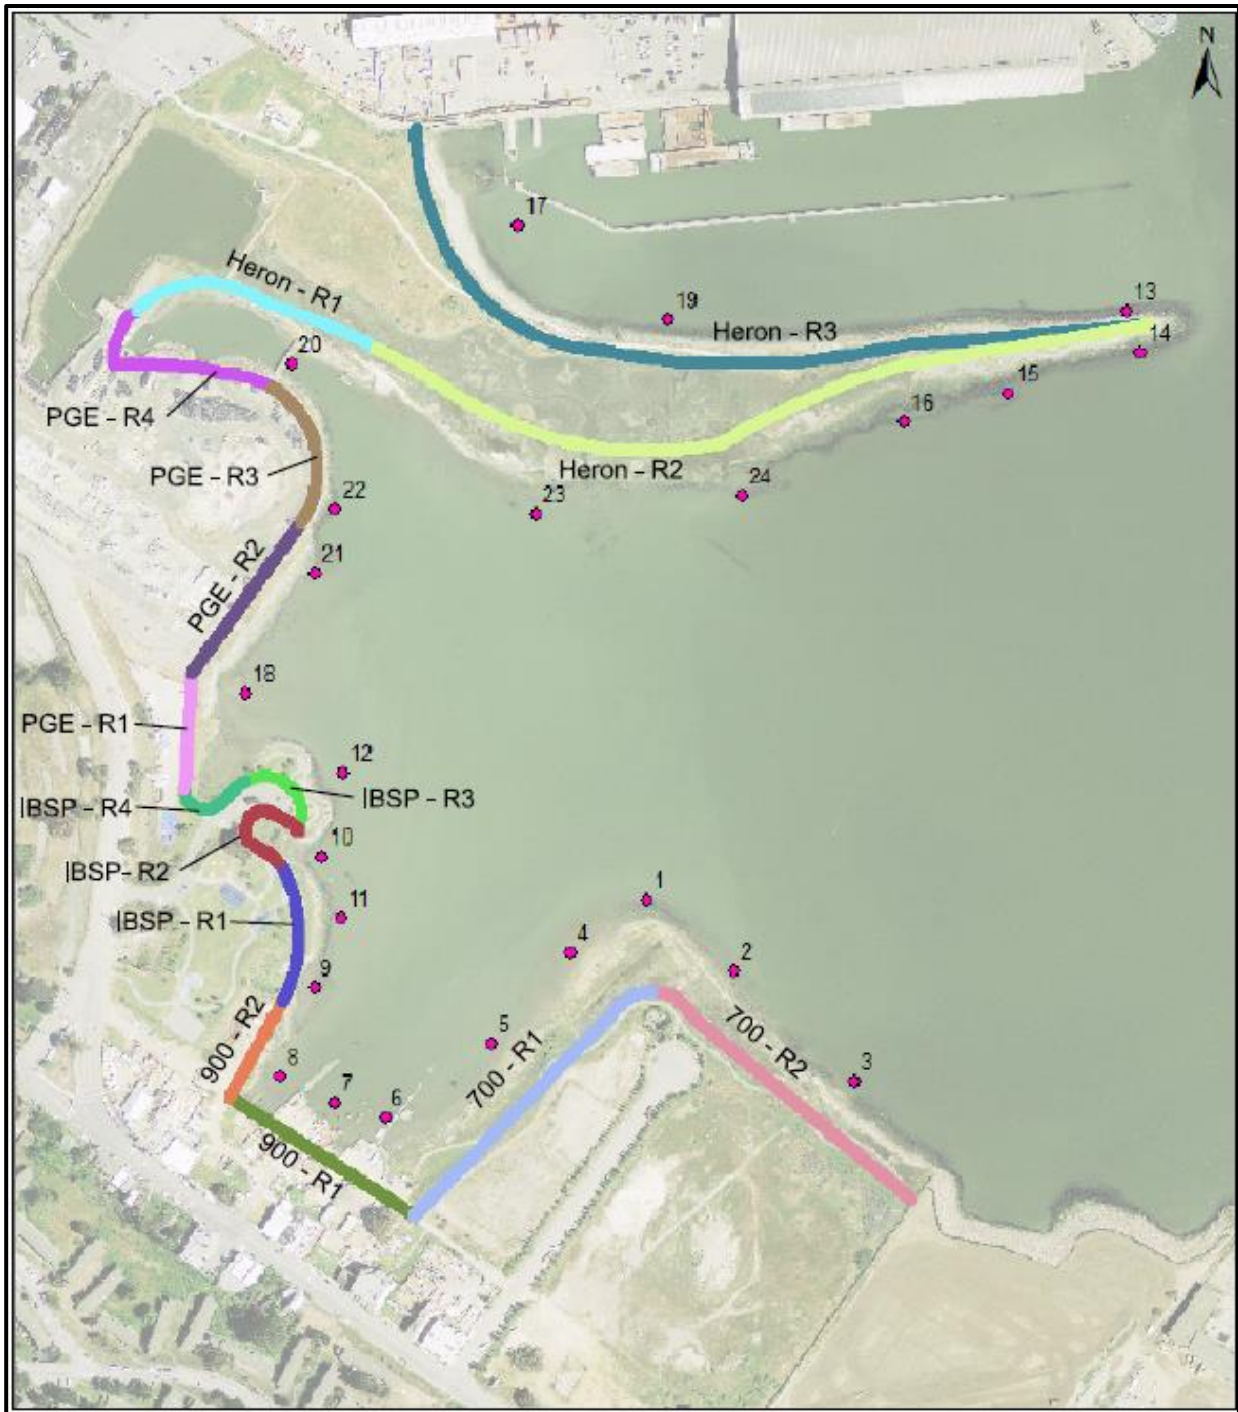 N
17
13
Heron - R1
19
Heron - R3
14
20
15
16
PGE - R4
Heron - R2
PGE - R3
24
22
23
PGE - R2
21
18
PGE - R1
12
IBSP - R3
IBSP - R4
10
IBSP- R2
1
11
IBSP - R1
4
2
9
900 - R2
5
700 - R1
700 - R2
8
3
7
6
900 - R1